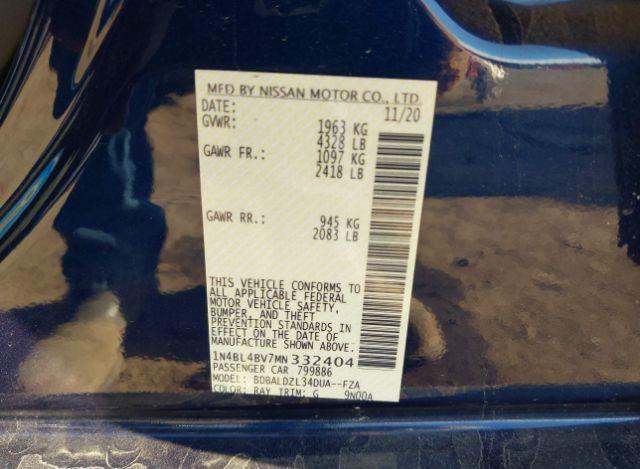 MFD BY NISSAN MOTOR CO., LTD.
DATE: 11/20
GVWR: 1963 KG
4328 LB
GAWR FR.: 1097 KG
2418 LB
GAWR RR.: 945 KG
2083 LB
THIS VEHICLE CONFORMS TO
ALL APPLICABLE FEDERAL
MOTOR VEHICLE SAFETY,
BUMPER, AND THEFT
PREVENTION STANDARDS IN
EFFECT ON THE DATE OF
MANUFACTURE SHOWN ABOVE.
1N4BL4BV7MN332404
PASSENGER CAR 799886
MODEL: BDBALDZL34DUA--FZA
COLOR: RAY TRIM: G 9N00A